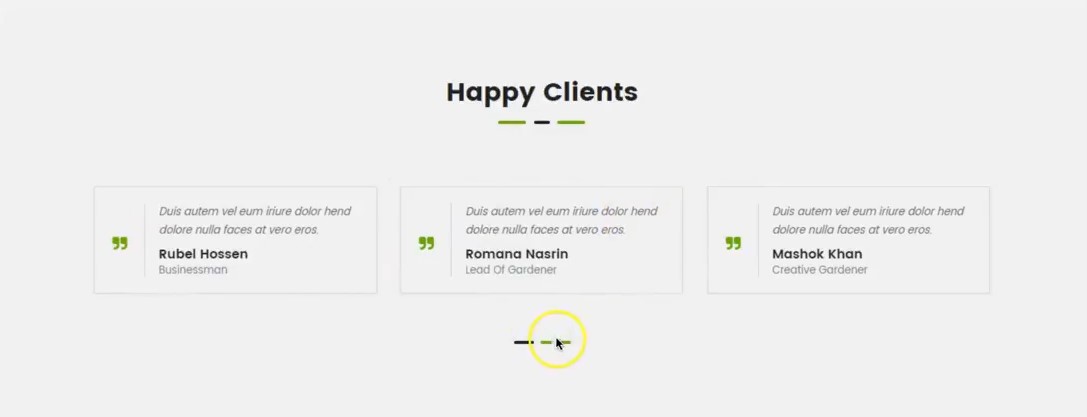 Happy Clients
Duis autem vel eum iriure dolor hend
dolore nulla faces at vero eros.
Rubel Hossen
Businessman
Duis autem vel eum iriure dolor hend
dolore nulla faces at vero eros.
Romana Nasrin
Lead Of Gardener
Duis autem vel eum iriure dolor hend
dolore nulla faces at vero eros.
Mashok Khan
Creative Gardener